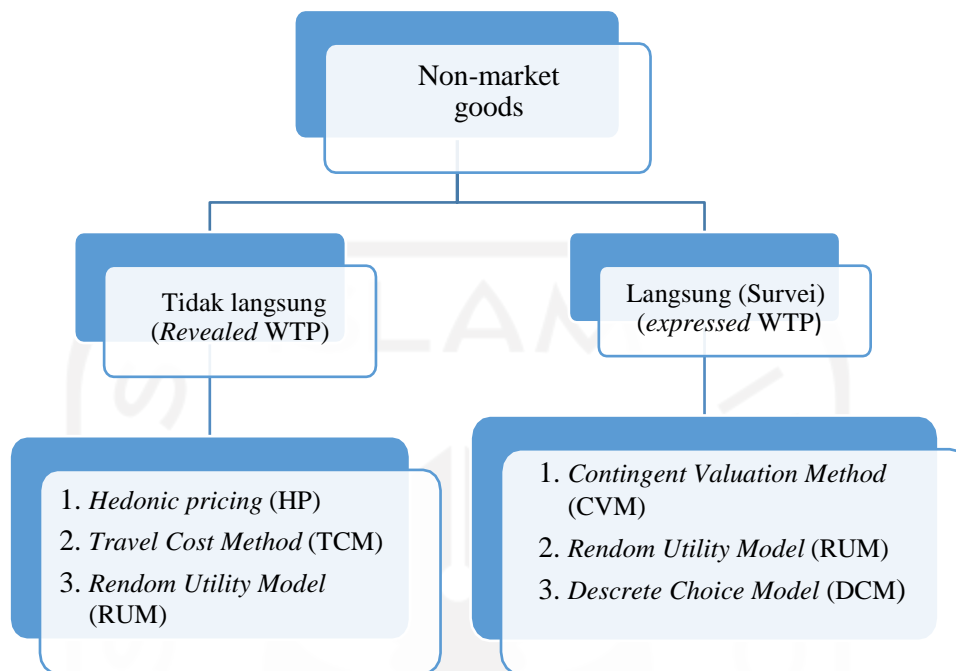 Non-market
goods
Tidak langsung
(Revealed WTP)
Langsung (Survei)
(expressed WTP)
1. Hedonic pricing (HP)
2. Travel Cost Method (TCM)
3. Rendom Utility Model
(RUM)
1. Contingent Valuation Method
(CVM)
2. Rendom Utility Model (RUM)
3. Descrete Choice Model (DCM)